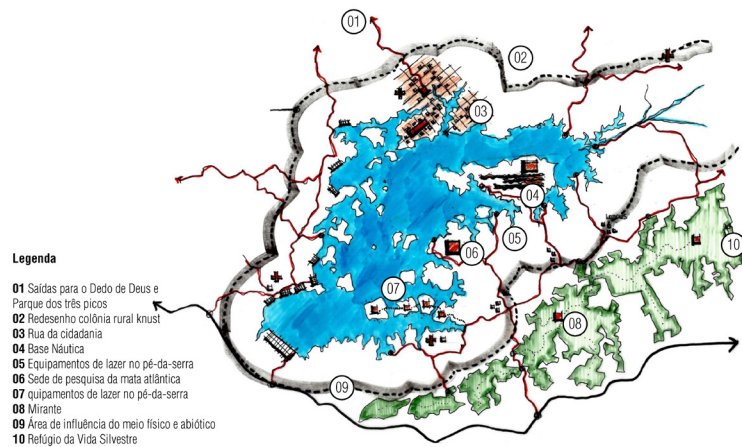 01
02
03
04
05
06
07
08
09
10
Legenda
01 Saídas para o Dedo de Deus e
Parque dos três picos
02 Redesenho colônia rural knust
03 Rua da cidadania
04 Base Náutica
05 Equipamentos de lazer no pé-da-serra
06 Sede de pesquisa da mata atlântica
07 quipamentos de lazer no pé-da-serra
08 Mirante
09 Área de influência do meio físico e abiótico
10 Refúgio da Vida Silvestre